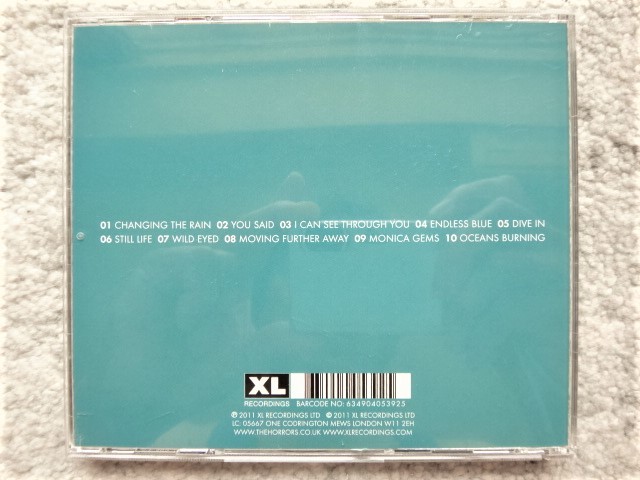 01 CHANGING THE RAIN 02 YOU SAID 03 I CAN SEE THROUGH YOU 04 ENDLESS BLUE 05 DIVE IN
06 STILL LIFE 07 WILD EYED 08 MOVING FURTHER AWAY 09 MONICA GEMS 10 OCEANS BURNING
XL
RECORDINGS BARCODE NO: 634904053925
℗ 2011 XL RECORDINGS LTD © 2011 XL RECORDINGS LTD
LC: 05667 ONE CODRINGTON MEWS LONDON W11 2EH
WWW.THEHORRORS.CO.UK WWW.XLRECORDINGS.COM